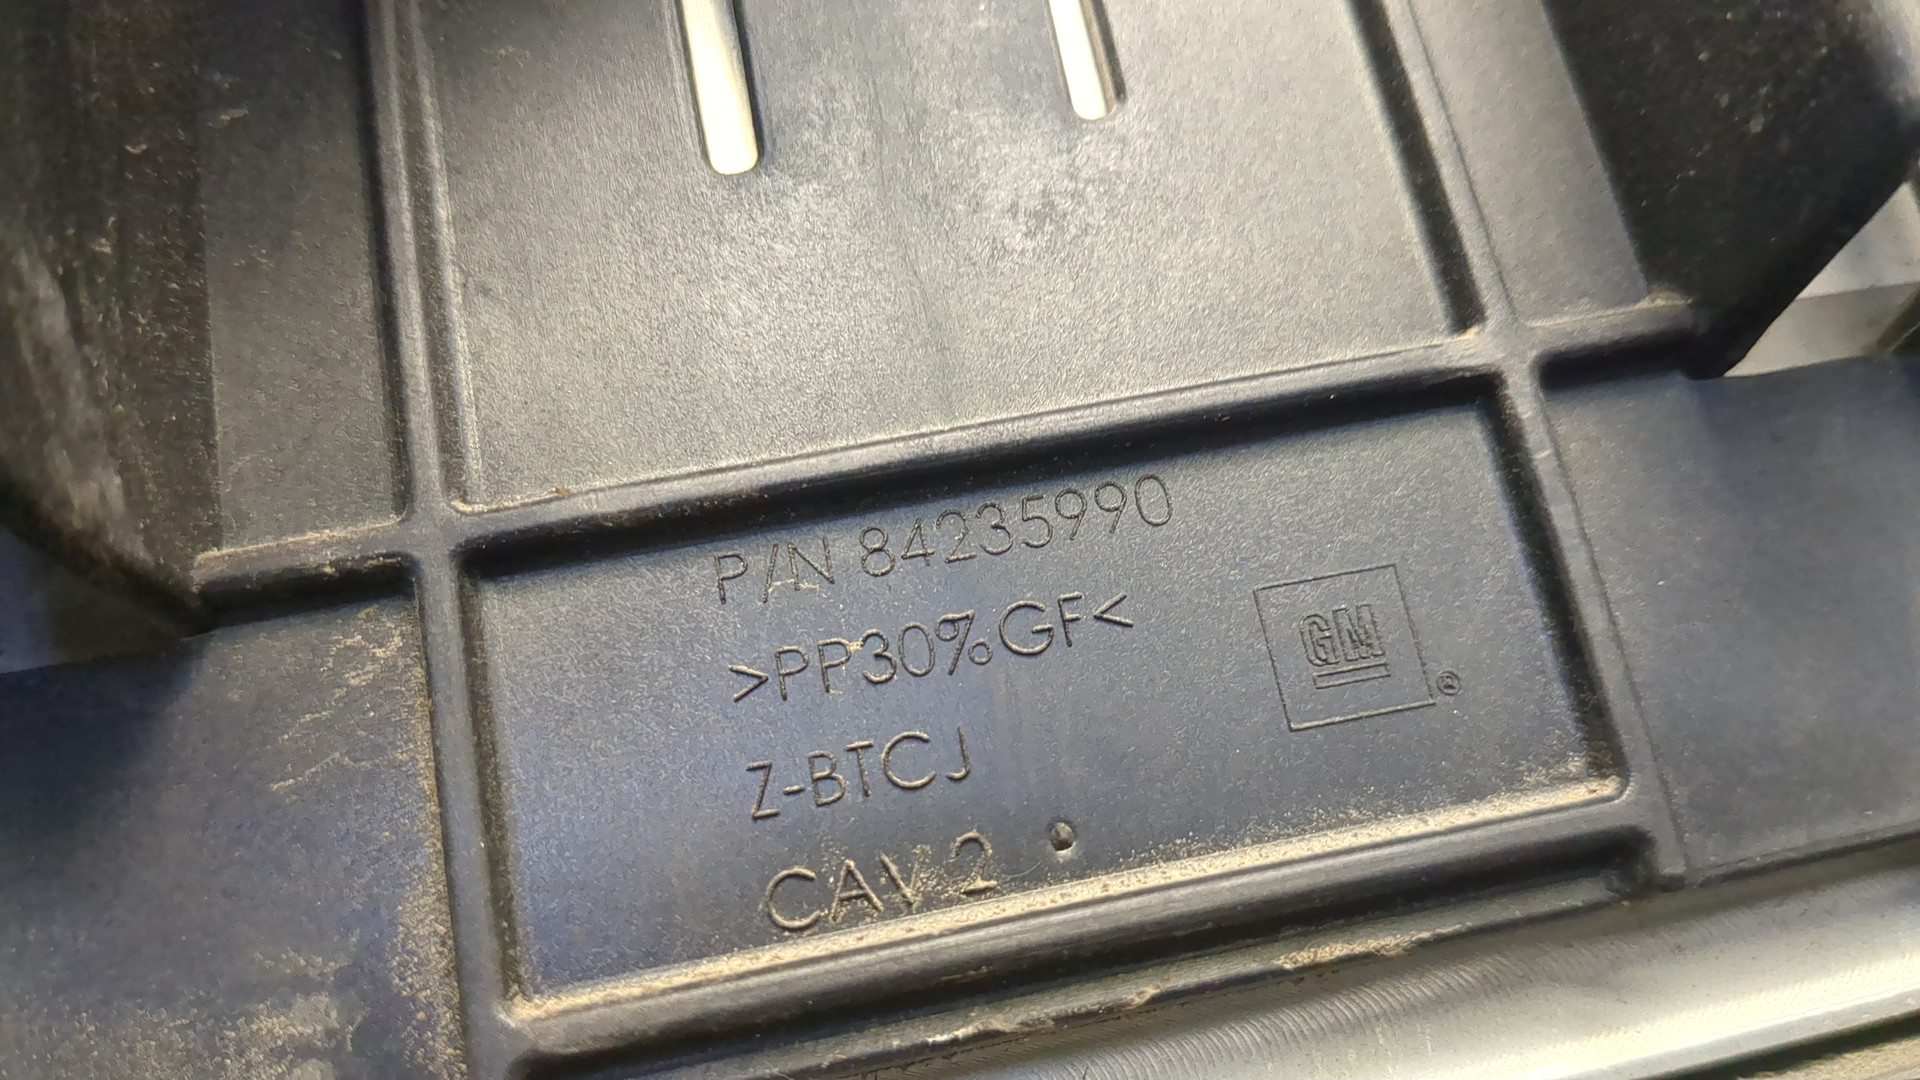 P/N 84235990
>PP30%GF<
GM
®
Z-BTCJ
CAV 2